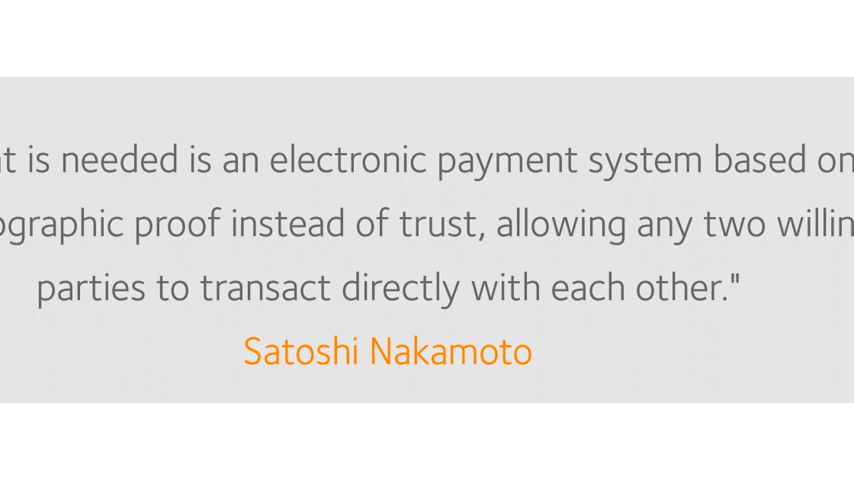 t is needed is an electronic payment system based on
ographic proof instead of trust, allowing any two willin
parties to transact directly with each other."
Satoshi Nakamoto